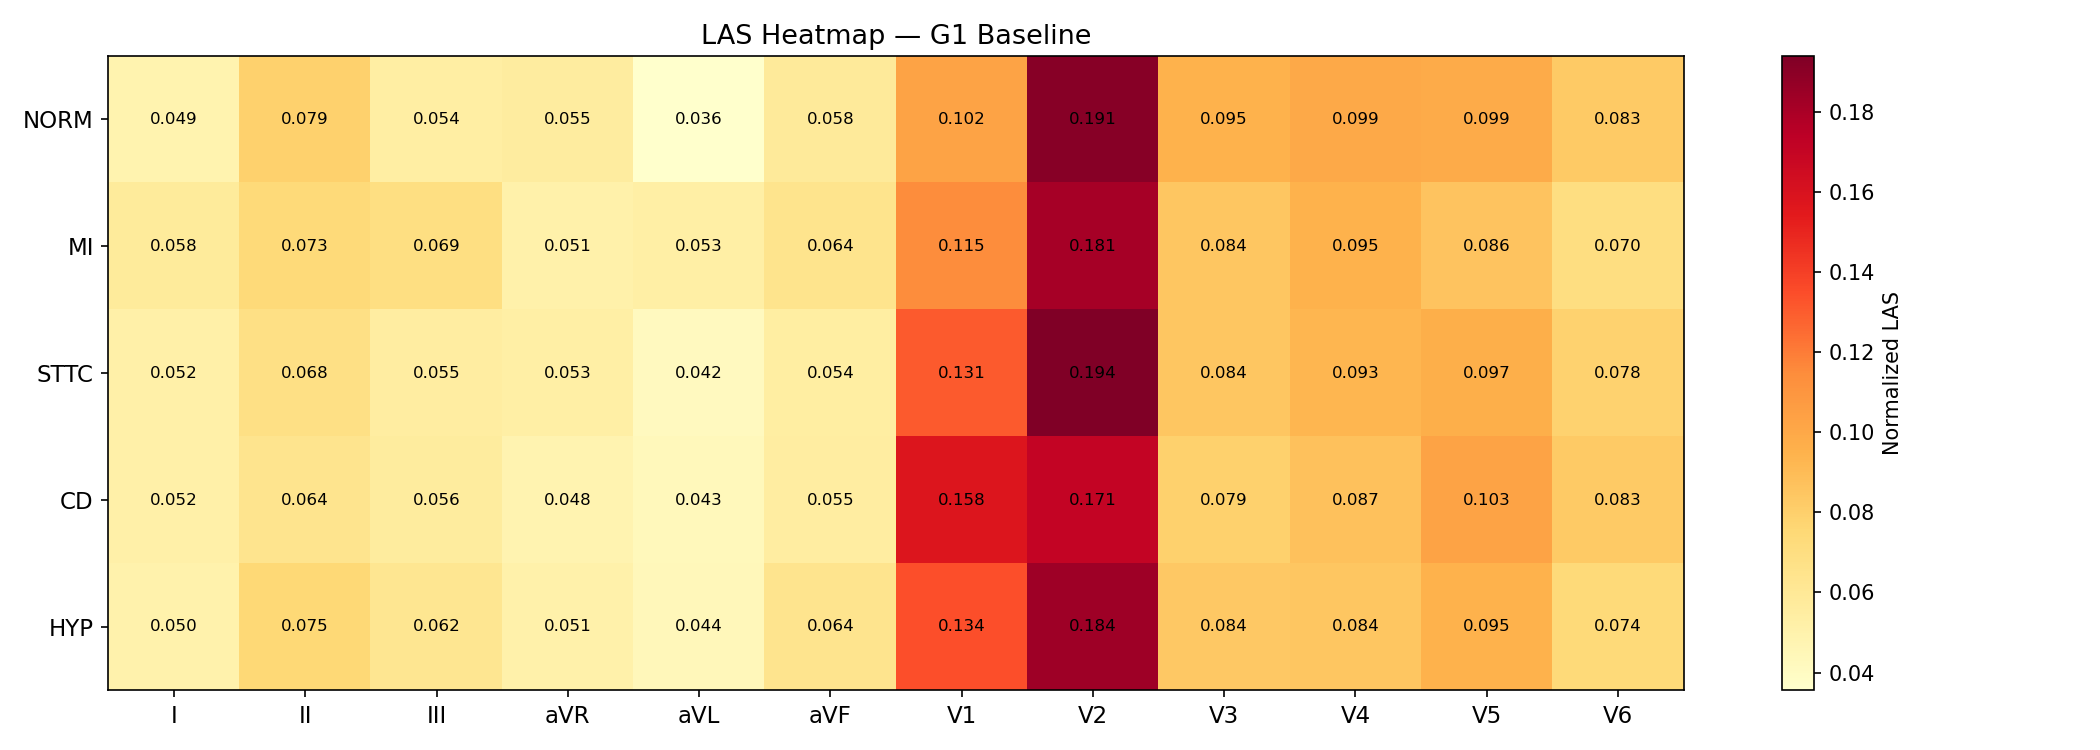 LAS Heatmap — G1 Baseline
NORM 0.049 0.079 0.054 0.055 0.036 0.058 0.102 0.191 0.095 0.099 0.099 0.083
MI 0.058 0.073 0.069 0.051 0.053 0.064 0.115 0.181 0.084 0.095 0.086 0.070
STTC 0.052 0.068 0.055 0.053 0.042 0.054 0.131 0.194 0.084 0.093 0.097 0.078
CD 0.052 0.064 0.056 0.048 0.043 0.055 0.158 0.171 0.079 0.087 0.103 0.083
HYP 0.050 0.075 0.062 0.051 0.044 0.064 0.134 0.184 0.084 0.084 0.095 0.074
I II III aVR aVL aVF V1 V2 V3 V4 V5 V6
0.18
0.16
0.14
0.12
0.10
0.08
0.06
0.04
Normalized LAS